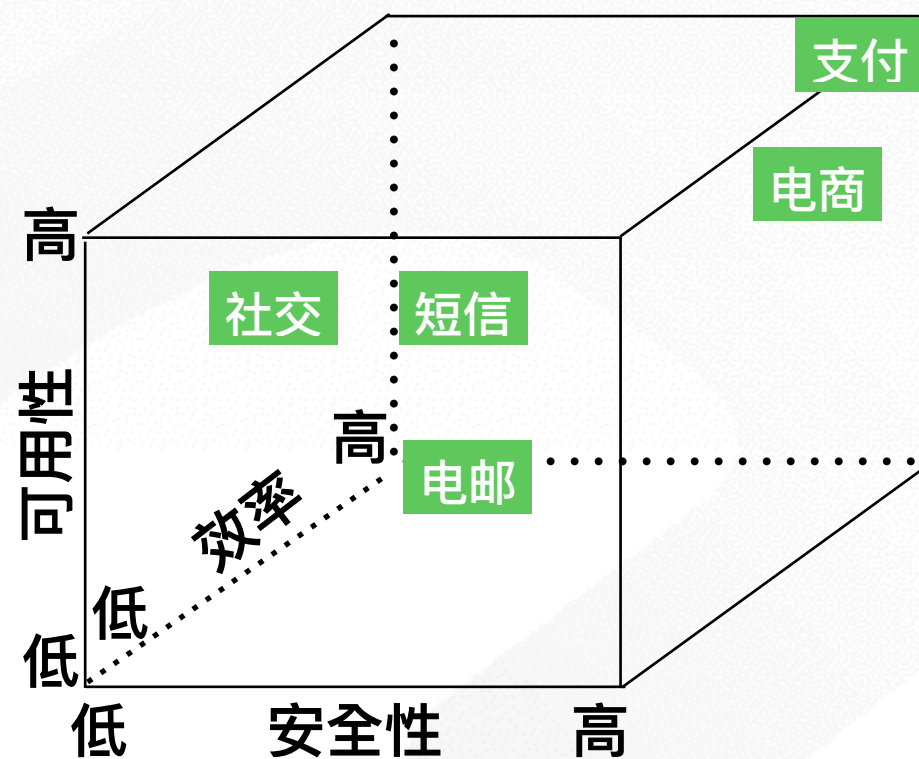 支付
电商
高
社交
短信
可用性
高
电邮
效率
低
低
低
安全性
高